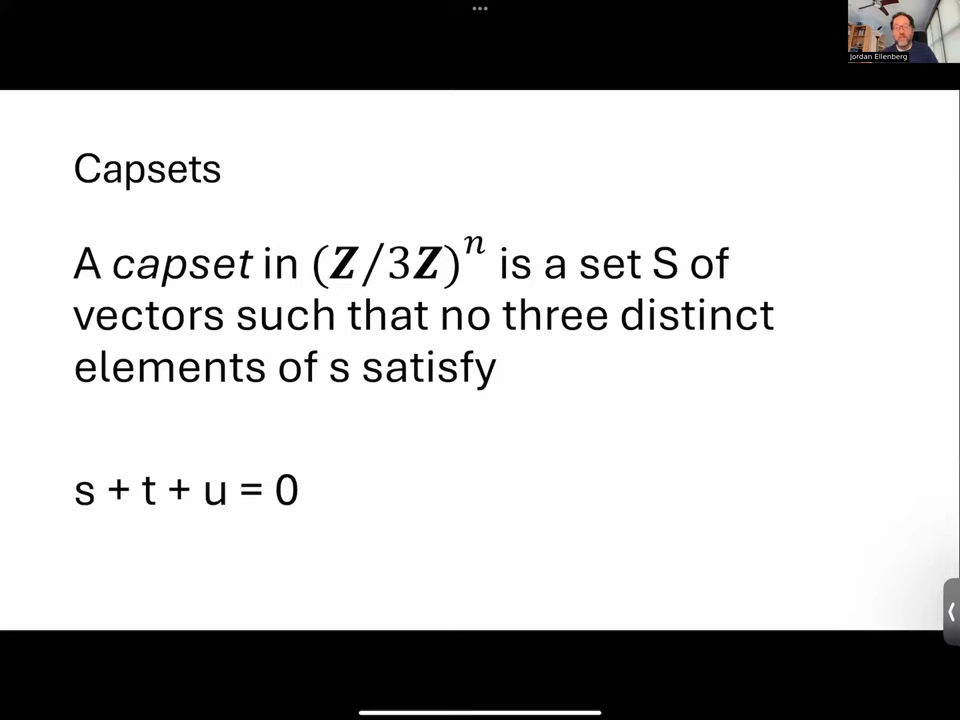 Jordan Ellenberg
Capsets
A capset in (Z/3Z)^n is a set S of
vectors such that no three distinct
elements of s satisfy
s + t + u = 0